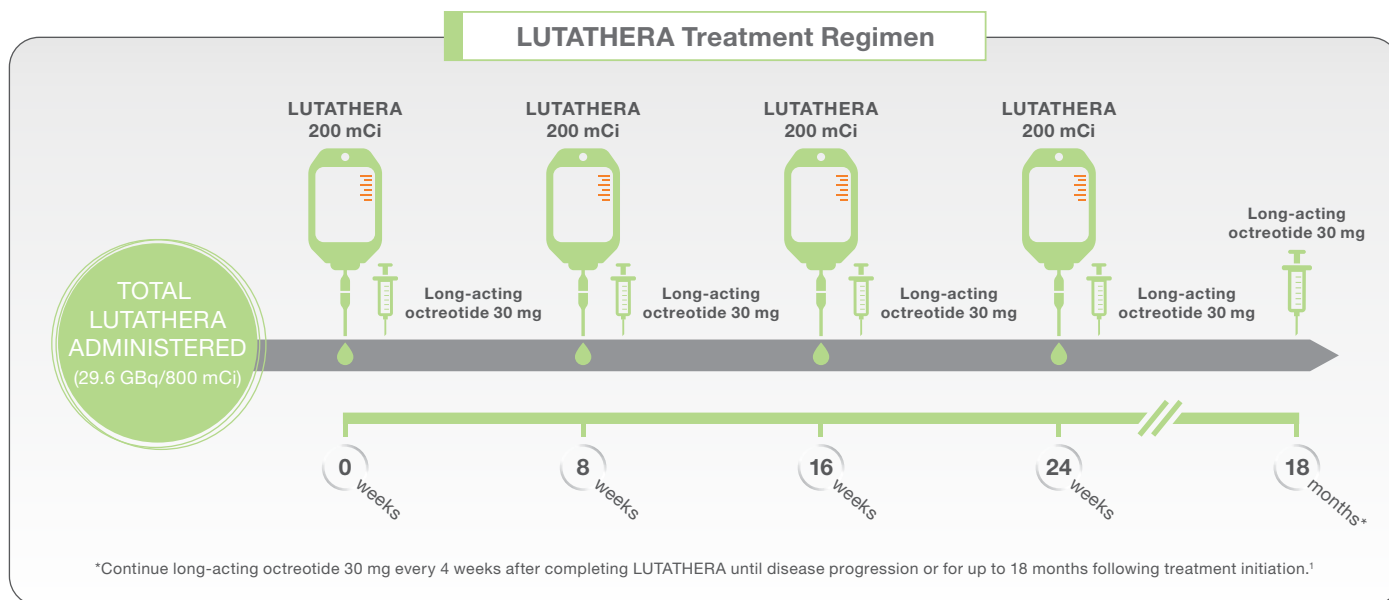 LUTATHERA Treatment Regimen
LUTATHERA
200 mCi
LUTATHERA
200 mCi
LUTATHERA
200 mCi
LUTATHERA
200 mCi
Long-acting
octreotide 30 mg
TOTAL
LUTATHERA
ADMINISTERED
(29.6 GBq/800 mCi)
Long-acting
octreotide 30 mg
Long-acting
octreotide 30 mg
Long-acting
octreotide 30 mg
Long-acting
octreotide 30 mg
0
weeks
8
weeks
16
weeks
24
weeks
18
months*
*Continue long-acting octreotide 30 mg every 4 weeks after completing LUTATHERA until disease progression or for up to 18 months following treatment initiation.¹